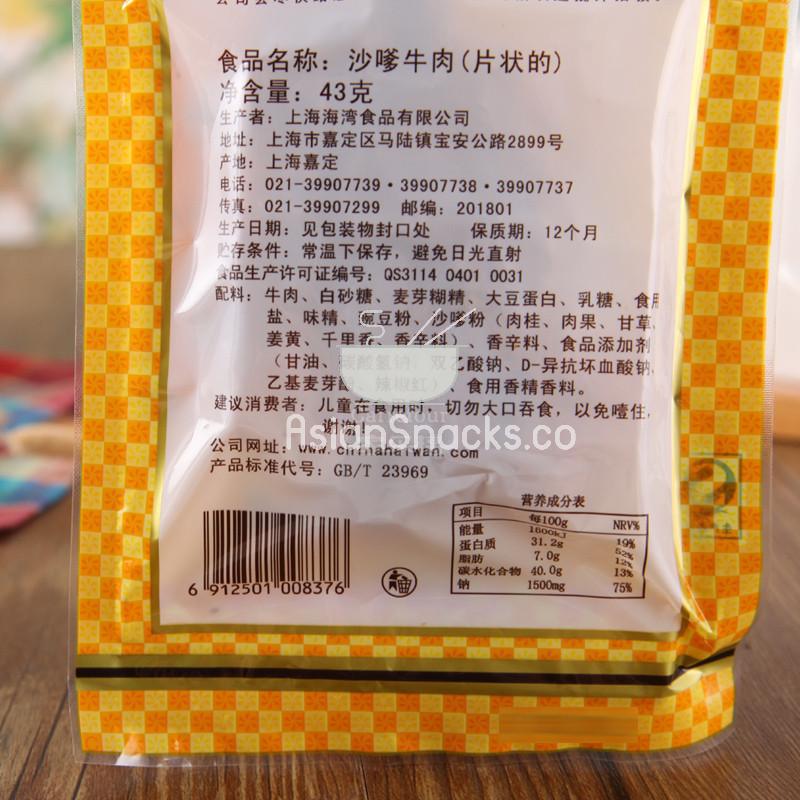 食品名称：沙嗲牛肉(片状的)
净含量：43克
生产者：上海海湾食品有限公司
地址：上海市嘉定区马陆镇宝安公路2899号
产地：上海嘉定
电话：021-39907739·39907738·39907737
传真：021-39907299 邮编：201801
生产日期：见包装物封口处 保质期：12个月
贮存条件：常温下保存，避免日光直射
食品生产许可证编号：QS3114 0401 0031
配料：牛肉、白砂糖、麦芽糊精、大豆蛋白、乳糖、食用
盐、味精、豌豆粉、沙嗲粉（肉桂、肉果、甘草、
姜黄、千里香、香辛料）、香辛料、食品添加剂
（甘油、碳酸氢钠、双乙酸钠、D-异抗坏血酸钠、
乙基麦芽酚、辣椒红）、食用香精香料。
建议消费者：儿童在食用时，切勿大口吞食，以免噎住，
谢谢！
AsianSnacks.co
公司网址：www.chinahaiwan.com
产品标准代号：GB/T 23969
营养成分表
项目 每100g NRV%
能量 1600kJ 19%
蛋白质 31.2g 52%
脂肪 7.0g 12%
碳水化合物 40.0g 13%
钠 1500mg 75%
6 912501 008376